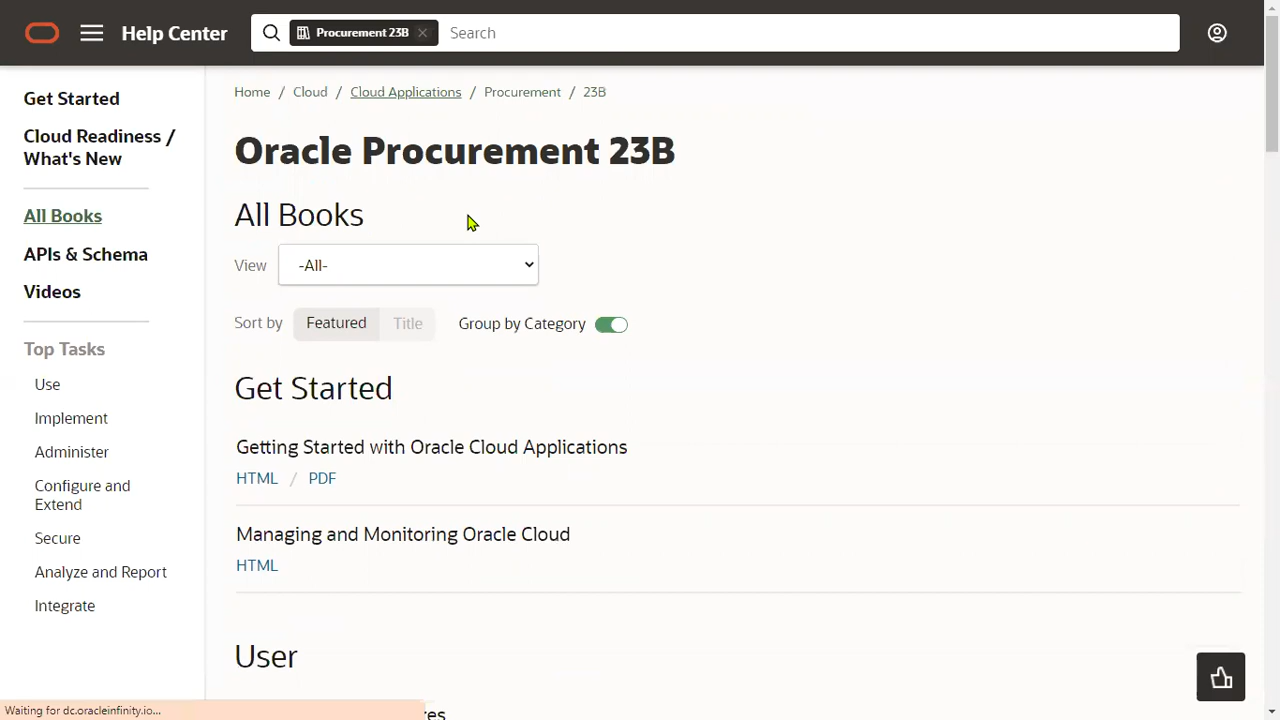 Help Center
Procurement 23B
Search
Get Started
Cloud Readiness /
What's New
All Books
APIs & Schema
Videos
Top Tasks
Use
Implement
Administer
Configure and
Extend
Secure
Analyze and Report
Integrate
Home / Cloud / Cloud Applications / Procurement / 23B
Oracle Procurement 23B
All Books
View -All-
Sort by Featured Title Group by Category
Get Started
Getting Started with Oracle Cloud Applications
HTML / PDF
Managing and Monitoring Oracle Cloud
HTML
User
Waiting for dc.oracleinfinity.io...